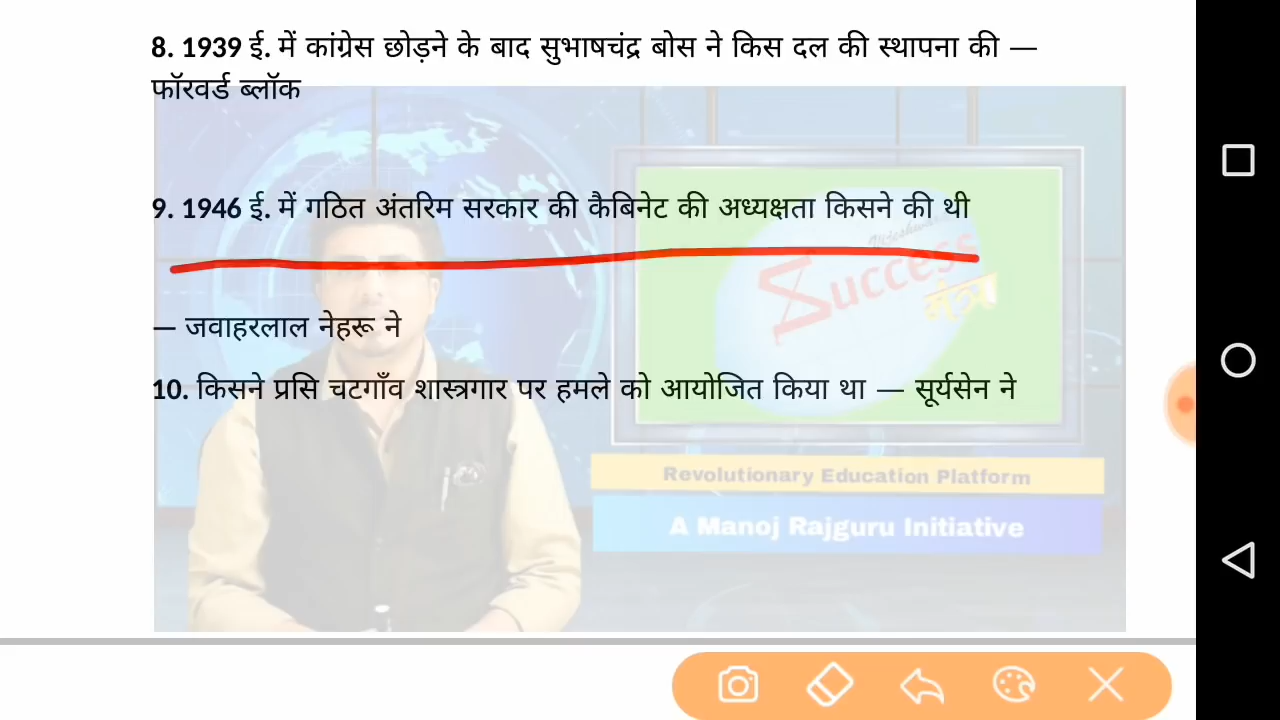 8. 1939 ई. में कांग्रेस छोड़ने के बाद सुभाषचंद्र बोस ने किस दल की स्थापना की —
फॉरवर्ड ब्लॉक
9. 1946 ई. में गठित अंतरिम सरकार की कैबिनेट की अध्यक्षता किसने की थी
— जवाहरलाल नेहरू ने
10. किसने प्रसि चटगाँव शास्त्रगार पर हमले को आयोजित किया था — सूर्यसेन ने
Success
मंत्रा
Revolutionary Education Platform
A Manoj Rajguru Initiative